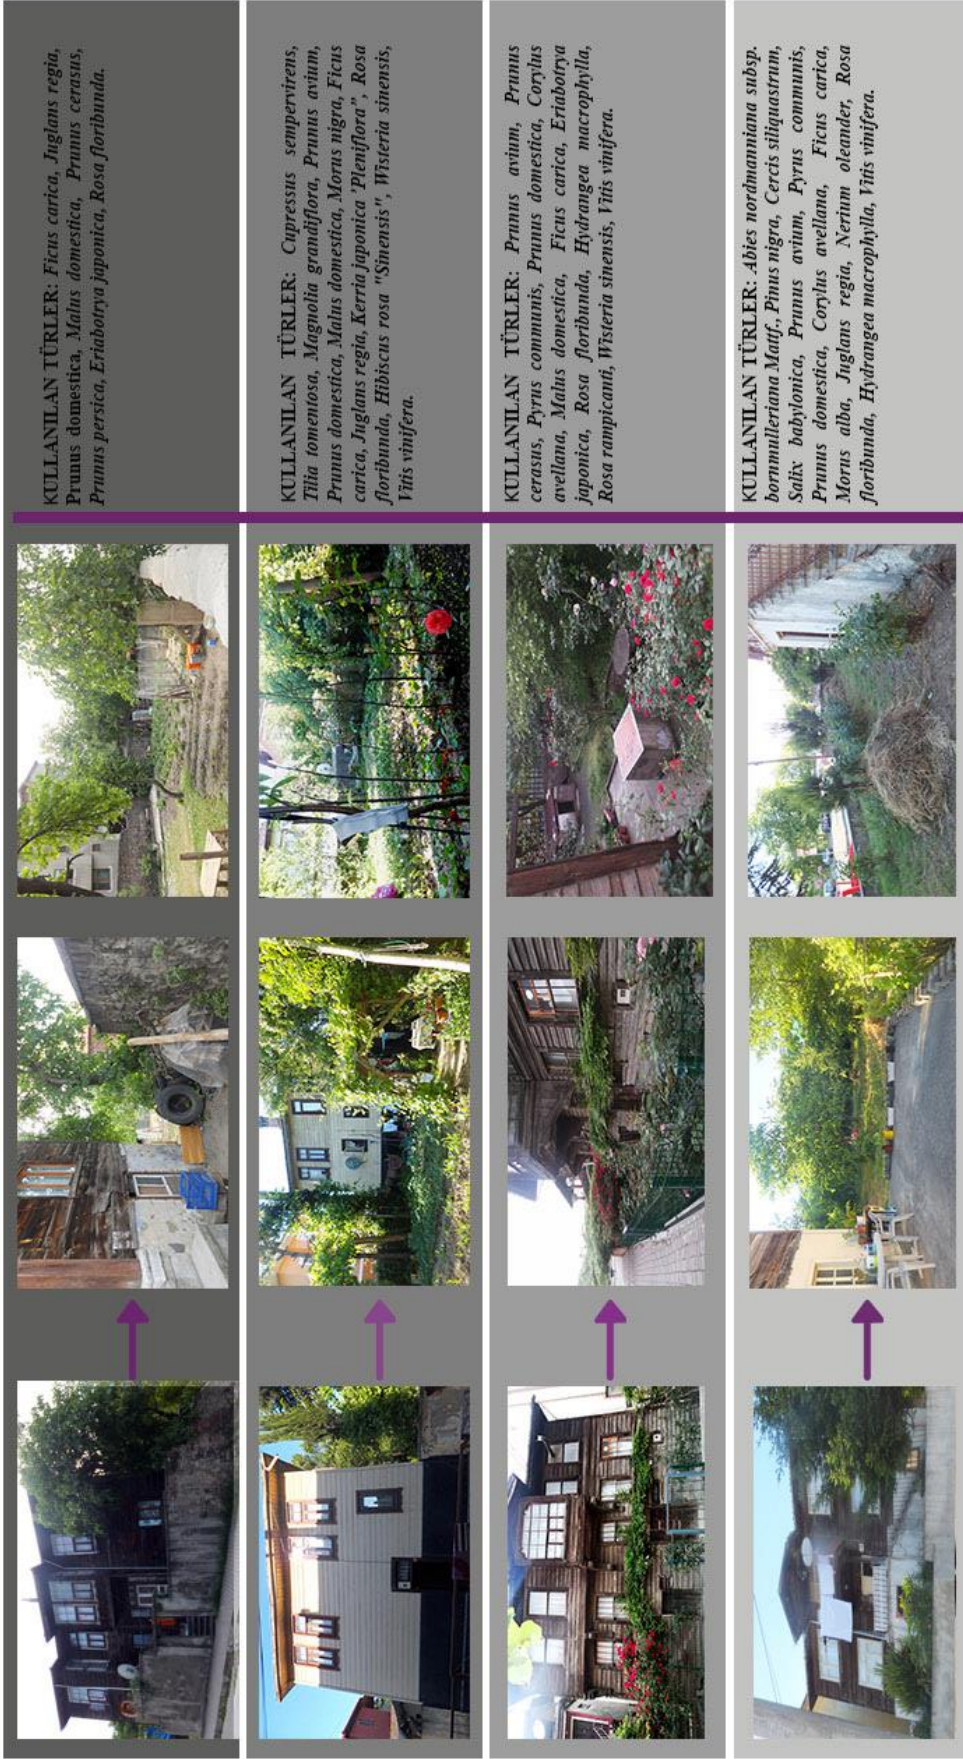 KULLANILAN TÜRLER: Ficus carica, Juglans regia,
Prunus domestica, Malus domestica, Prunus cerasus,
Prunus persica, Eriabotrya japonica, Rosa floribunda.
KULLANILAN TÜRLER: Cupressus sempervirens,
Tilia tomentosa, Magnolia grandiflora, Prunus avium,
Prunus domestica, Malus domestica, Morus nigra, Ficus
carica, Juglans regia, Kerria japonica 'Pleniflora", Rosa
floribunda, Hibiscus rosa "Sinensis", Wisteria sinensis,
Vitis vinifera.
KULLANILAN TÜRLER: Prunus avium, Prunus
cerasus, Pyrus communis, Prunus domestica, Corylus
avellana, Malus domestica, Ficus carica, Eriabotrya
japonica, Rosa floribunda, Hydrangea macrophylla,
Rosa rampicanti, Wisteria sinensis, Vitis vinifera.
KULLANILAN TÜRLER: Abies nordmanniana subsp.
bornmulleriana Mattf., Pinus nigra, Cercis siliquastrum,
Salix babylonica, Prunus avium, Pyrus communis,
Prunus domestica, Corylus avellana, Ficus carica,
Morus alba, Juglans regia, Nerium oleander, Rosa
floribunda, Hydrangea macrophylla, Vitis vinifera.